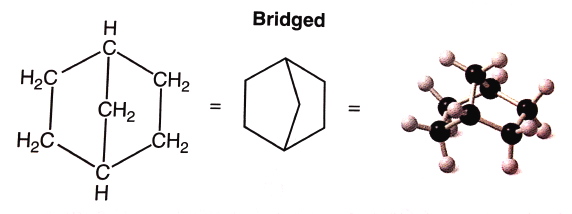 Bridged
H
C
H₂C CH₂
CH₂
=
=
H₂C CH₂
C
H